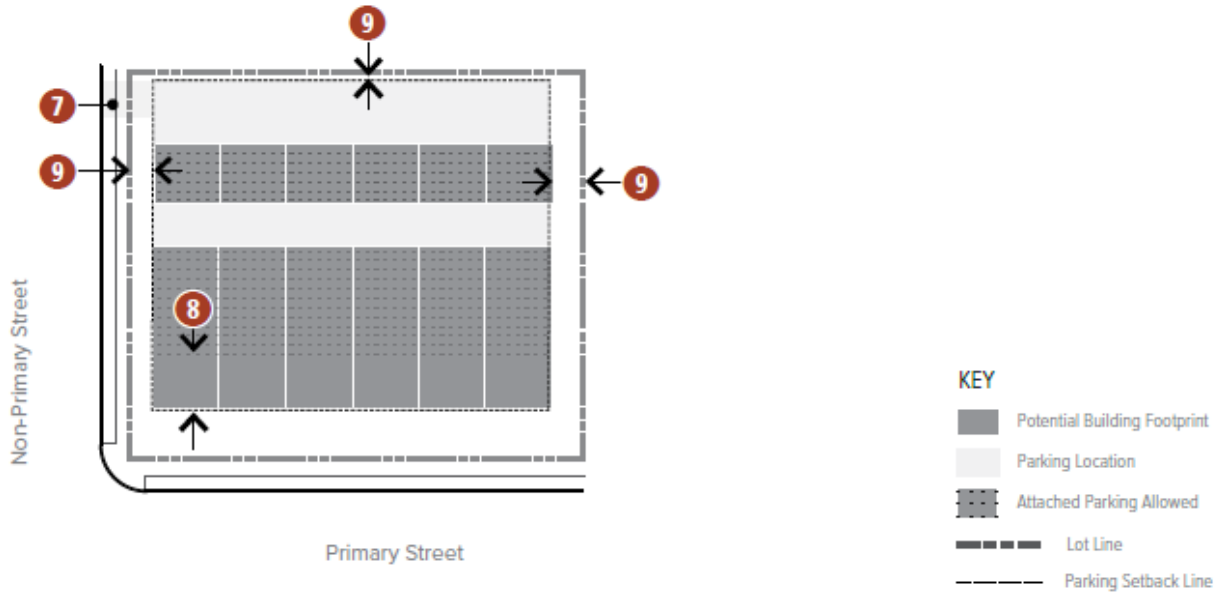 9
7
9
9
8
Non-Primary Street
Primary Street
KEY
Potential Building Footprint
Parking Location
Attached Parking Allowed
Lot Line
Parking Setback Line